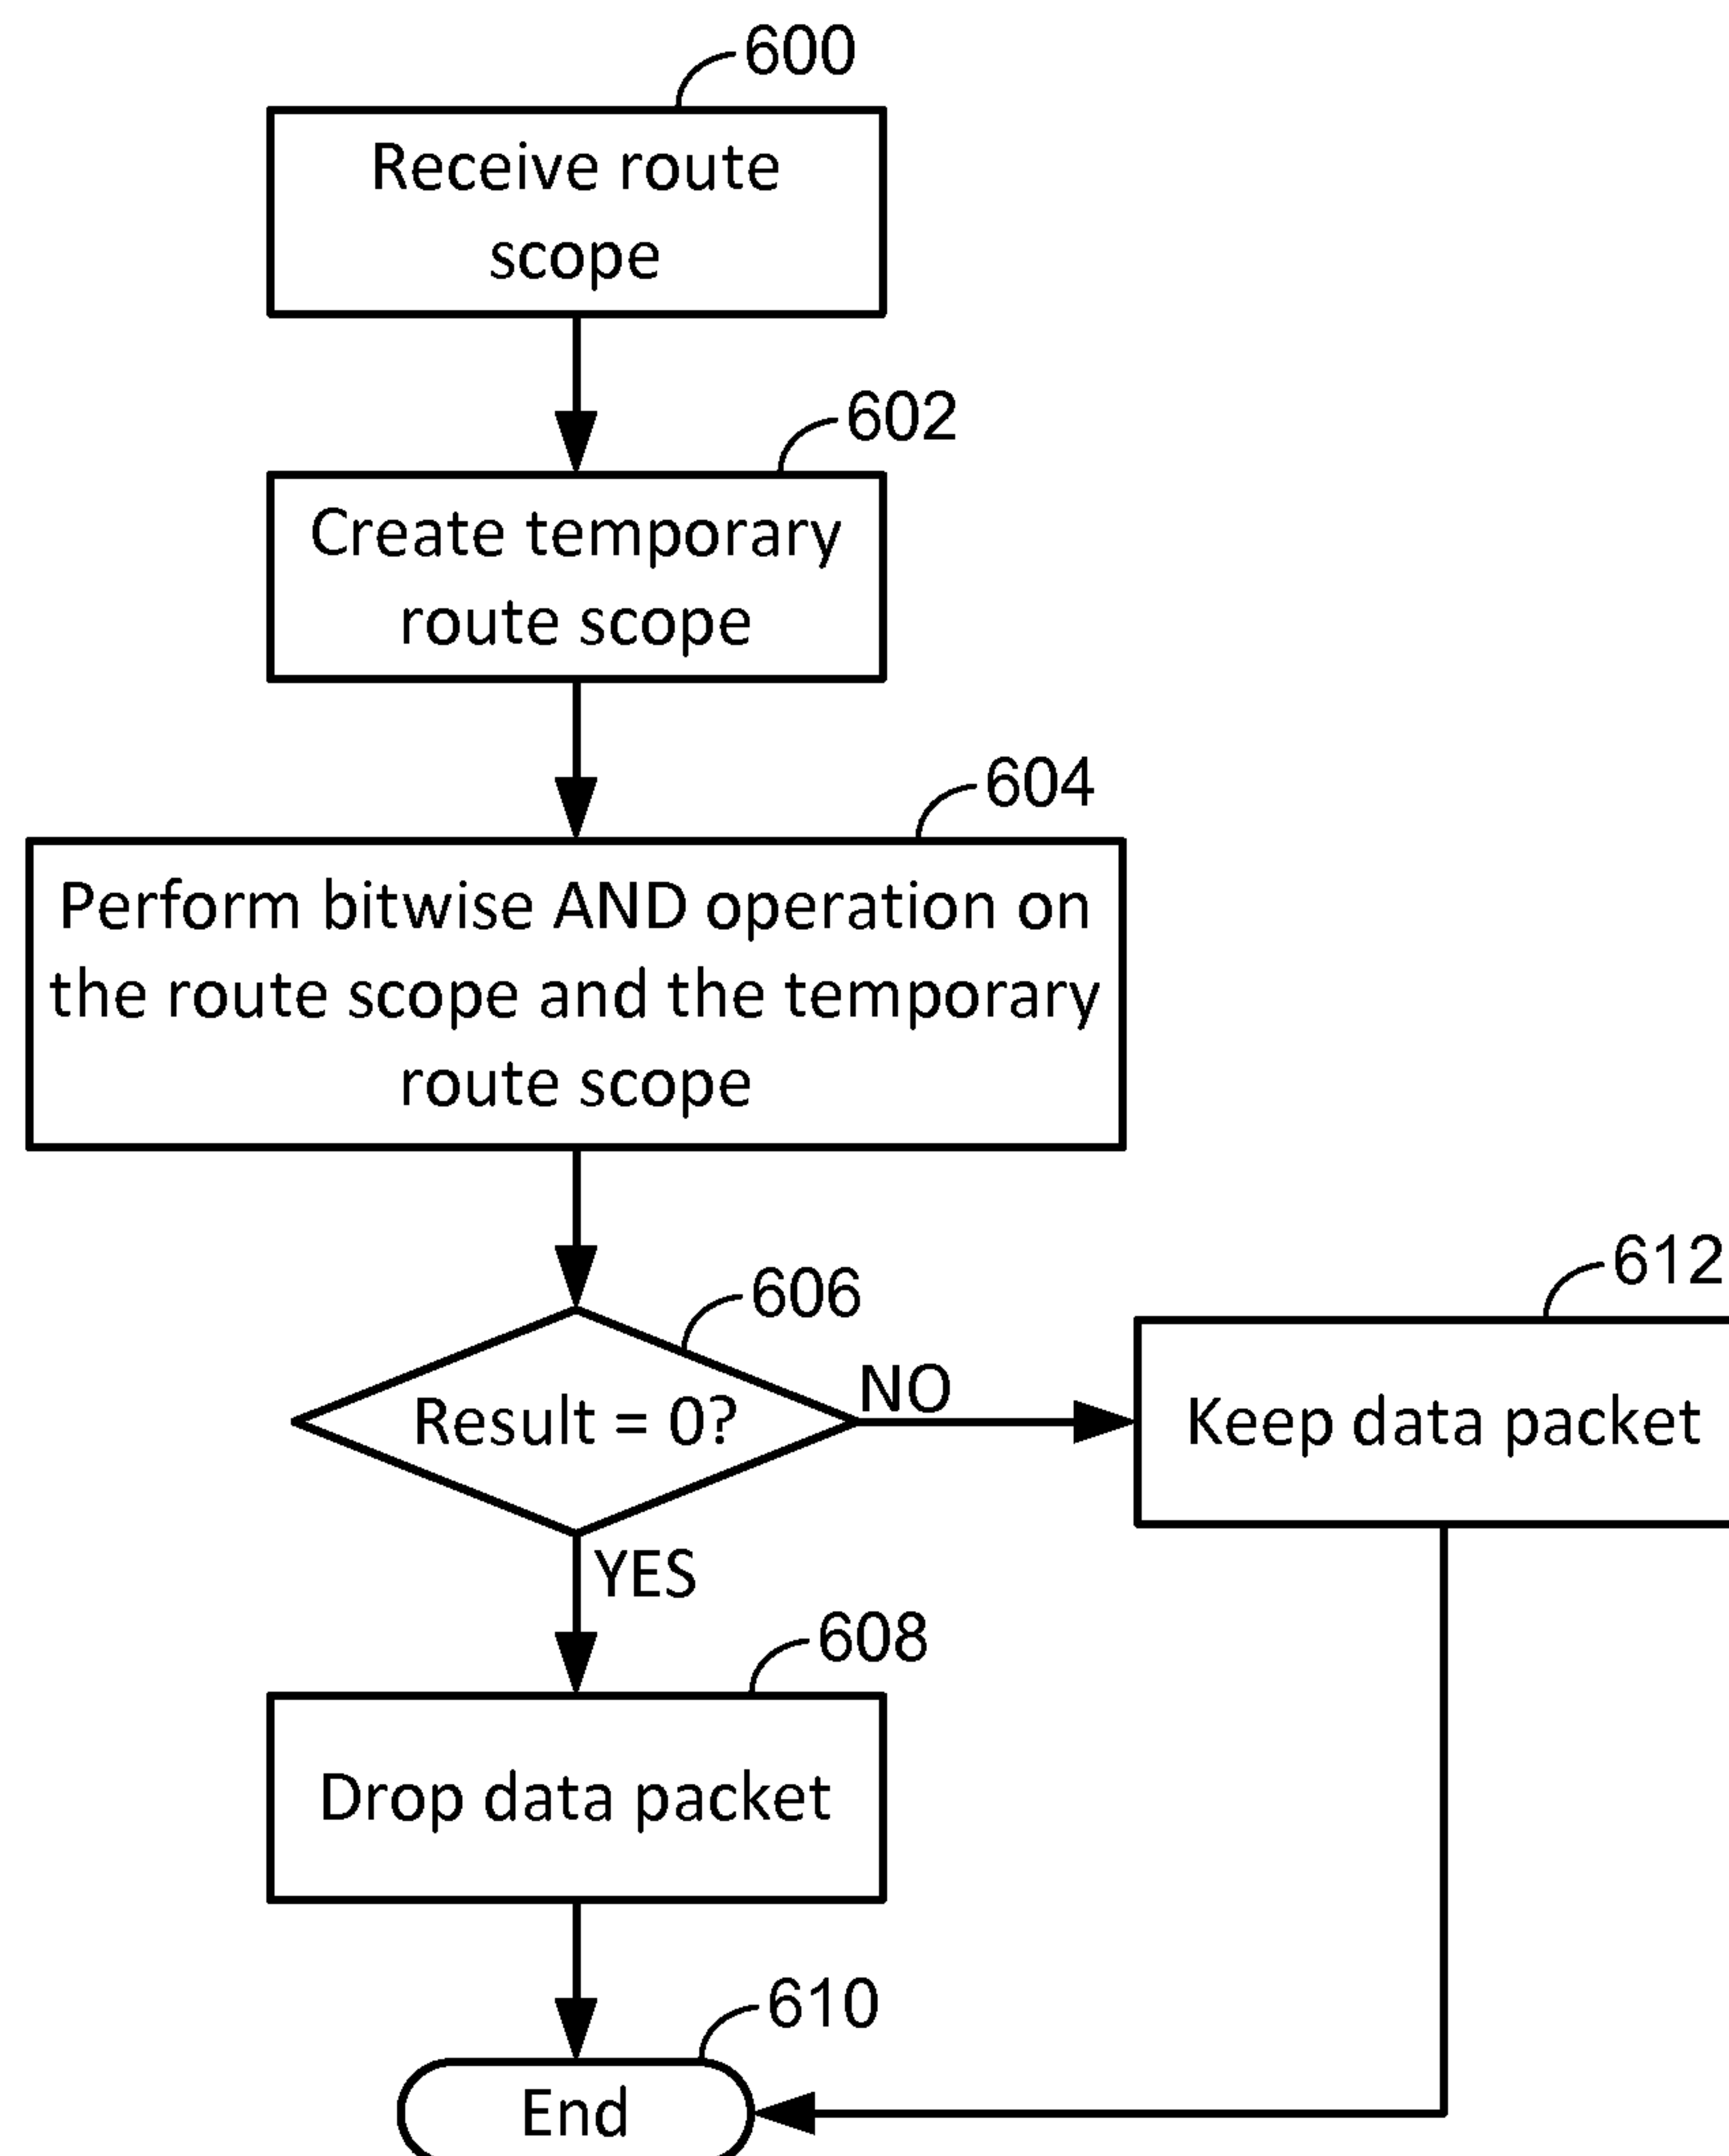 600
Receive route
scope
602
Create temporary
route scope
604
Perform bitwise AND operation on
the route scope and the temporary
route scope
606
Result = 0?
NO
612
Keep data packet
YES
608
Drop data packet
610
End